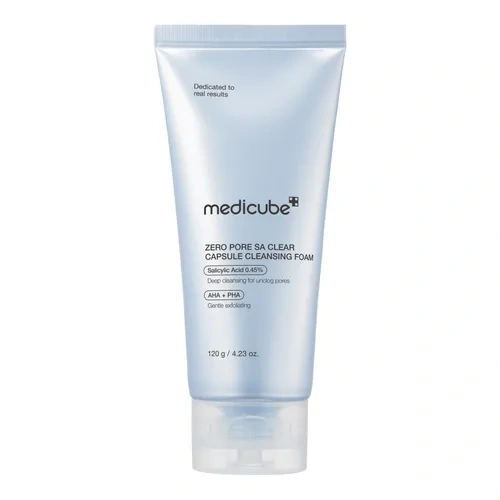 Dedicated to
real results
medicube
ZERO PORE SA CLEAR
CAPSULE CLEANSING FOAM
Salicylic Acid 0.45%
Deep cleansing for unclog pores
AHA + PHA
Gentle exfoliating
120 g / 4.23 oz.